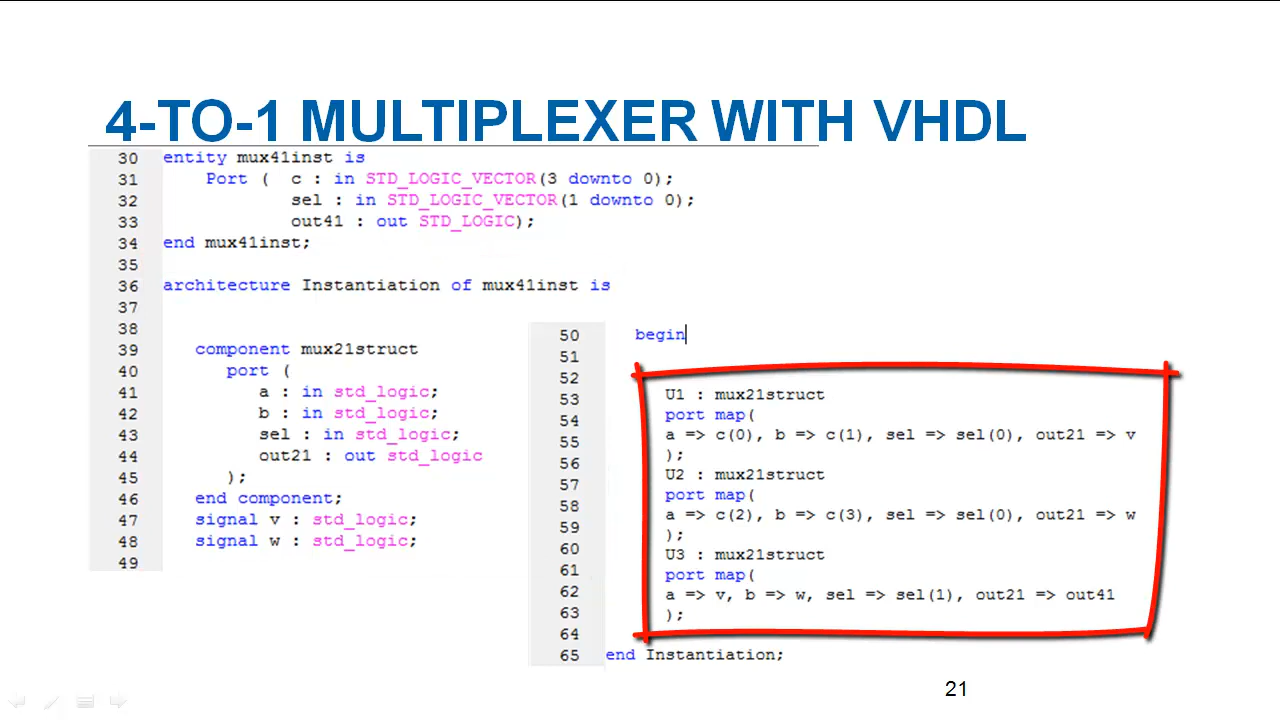 4-TO-1 MULTIPLEXER WITH VHDL
30 entity mux41inst is
31 Port ( c : in STD_LOGIC_VECTOR(3 downto 0);
32 sel : in STD_LOGIC_VECTOR(1 downto 0);
33 out41 : out STD_LOGIC);
34 end mux41inst;
35
36 architecture Instantiation of mux41inst is
37
38
39 component mux21struct
40 port (
41 a : in std_logic;
42 b : in std_logic;
43 sel : in std_logic;
44 out21 : out std_logic
45 );
46 end component;
47 signal v : std_logic;
48 signal w : std_logic;
49
50 begin
51
52
53 U1 : mux21struct
54 port map(
55 a => c(0), b => c(1), sel => sel(0), out21 => v
56 );
57 U2 : mux21struct
58 port map(
59 a => c(2), b => c(3), sel => sel(0), out21 => w
60 );
61 U3 : mux21struct
62 port map(
63 a => v, b => w, sel => sel(1), out21 => out41
64 );
65 end Instantiation;
21